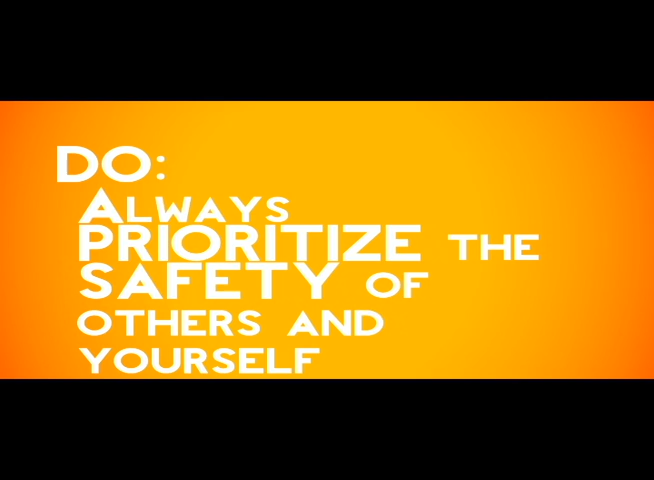 DO:
Always
PRIORITIZE THE
SAFETY OF
OTHERS AND
YOURSELF